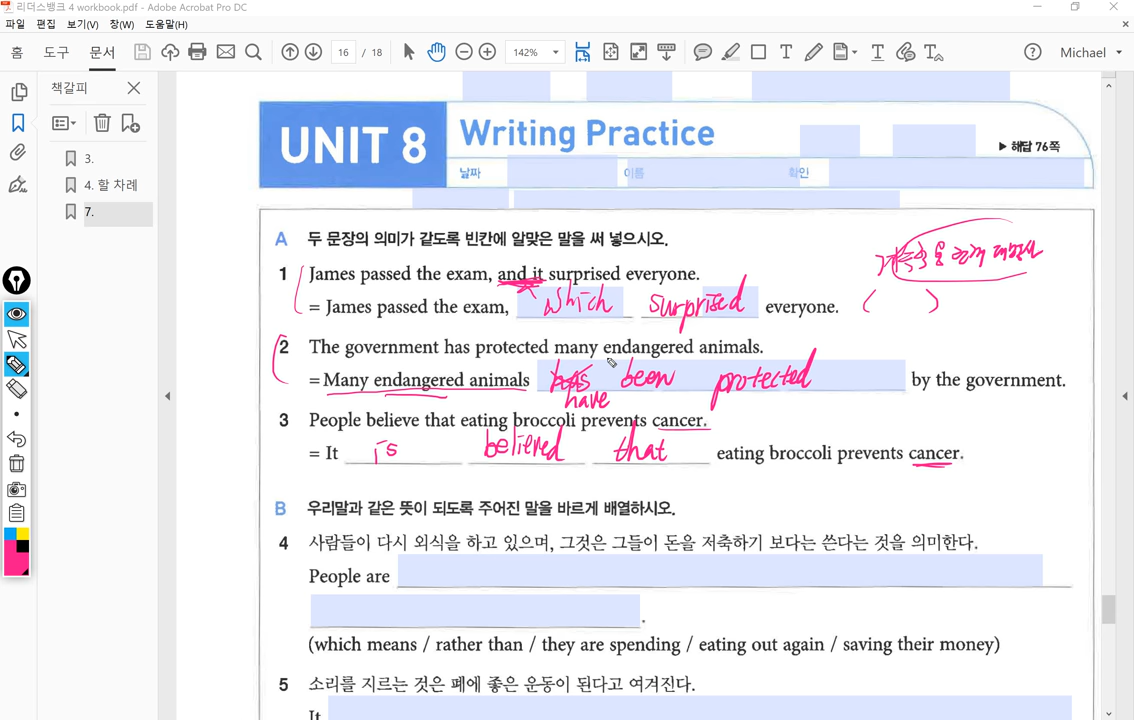 리더스뱅크 4 workbook.pdf - Adobe Acrobat Pro DC
파일 편집 보기(V) 창(W) 도움말(H)
홈 도구 문서 16 / 18 142% Michael
책갈피
3.
4. 할 차례
7.
UNIT 8 Writing Practice
▶ 해답 76쪽
날짜 이름 확인
A 두 문장의 의미가 같도록 빈칸에 알맞은 말을 써 넣으시오.
1 James passed the exam, and it surprised everyone.
= James passed the exam, which surprised everyone. ( )
2 The government has protected many endangered animals.
= Many endangered animals has been protected by the government.
have
3 People believe that eating broccoli prevents cancer.
= It is believed that eating broccoli prevents cancer.
B 우리말과 같은 뜻이 되도록 주어진 말을 바르게 배열하시오.
4 사람들이 다시 외식을 하고 있으며, 그것은 그들이 돈을 저축하기 보다는 쓴다는 것을 의미한다.
People are
.
(which means / rather than / they are spending / eating out again / saving their money)
5 소리를 지르는 것은 폐에 좋은 운동이 된다고 여겨진다.
It